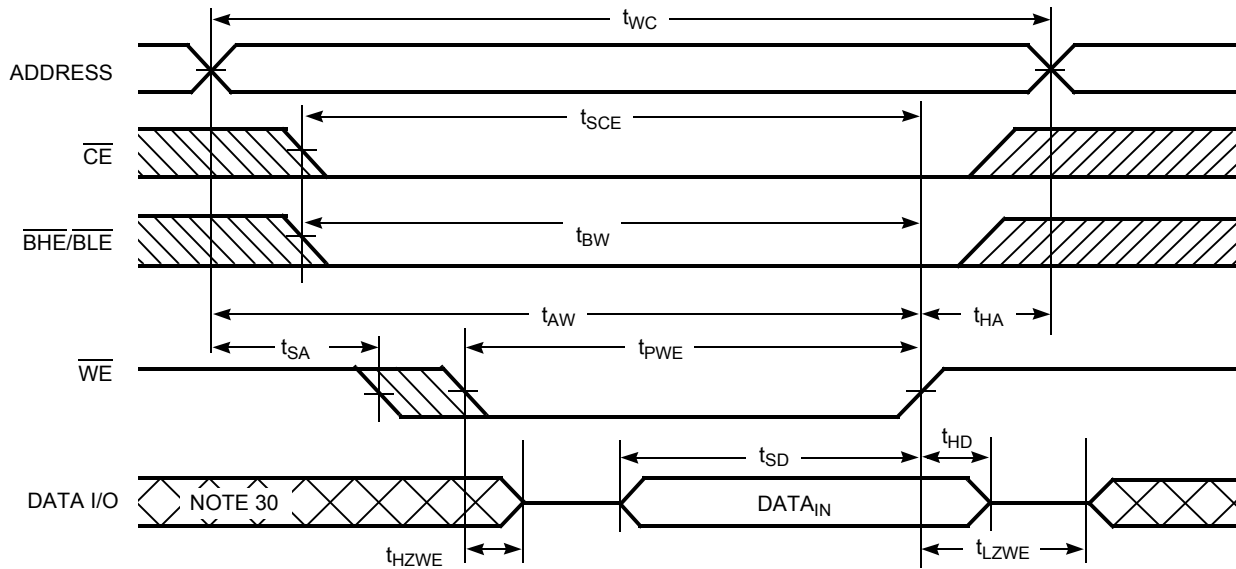 tWC
ADDRESS
tSCE
CE
BHE/BLE
tBW
tAW
tHA
tSA
tPWE
WE
tHD
tSD
DATA I/O
NOTE 30
DATAIN
tHZWE
tLZWE